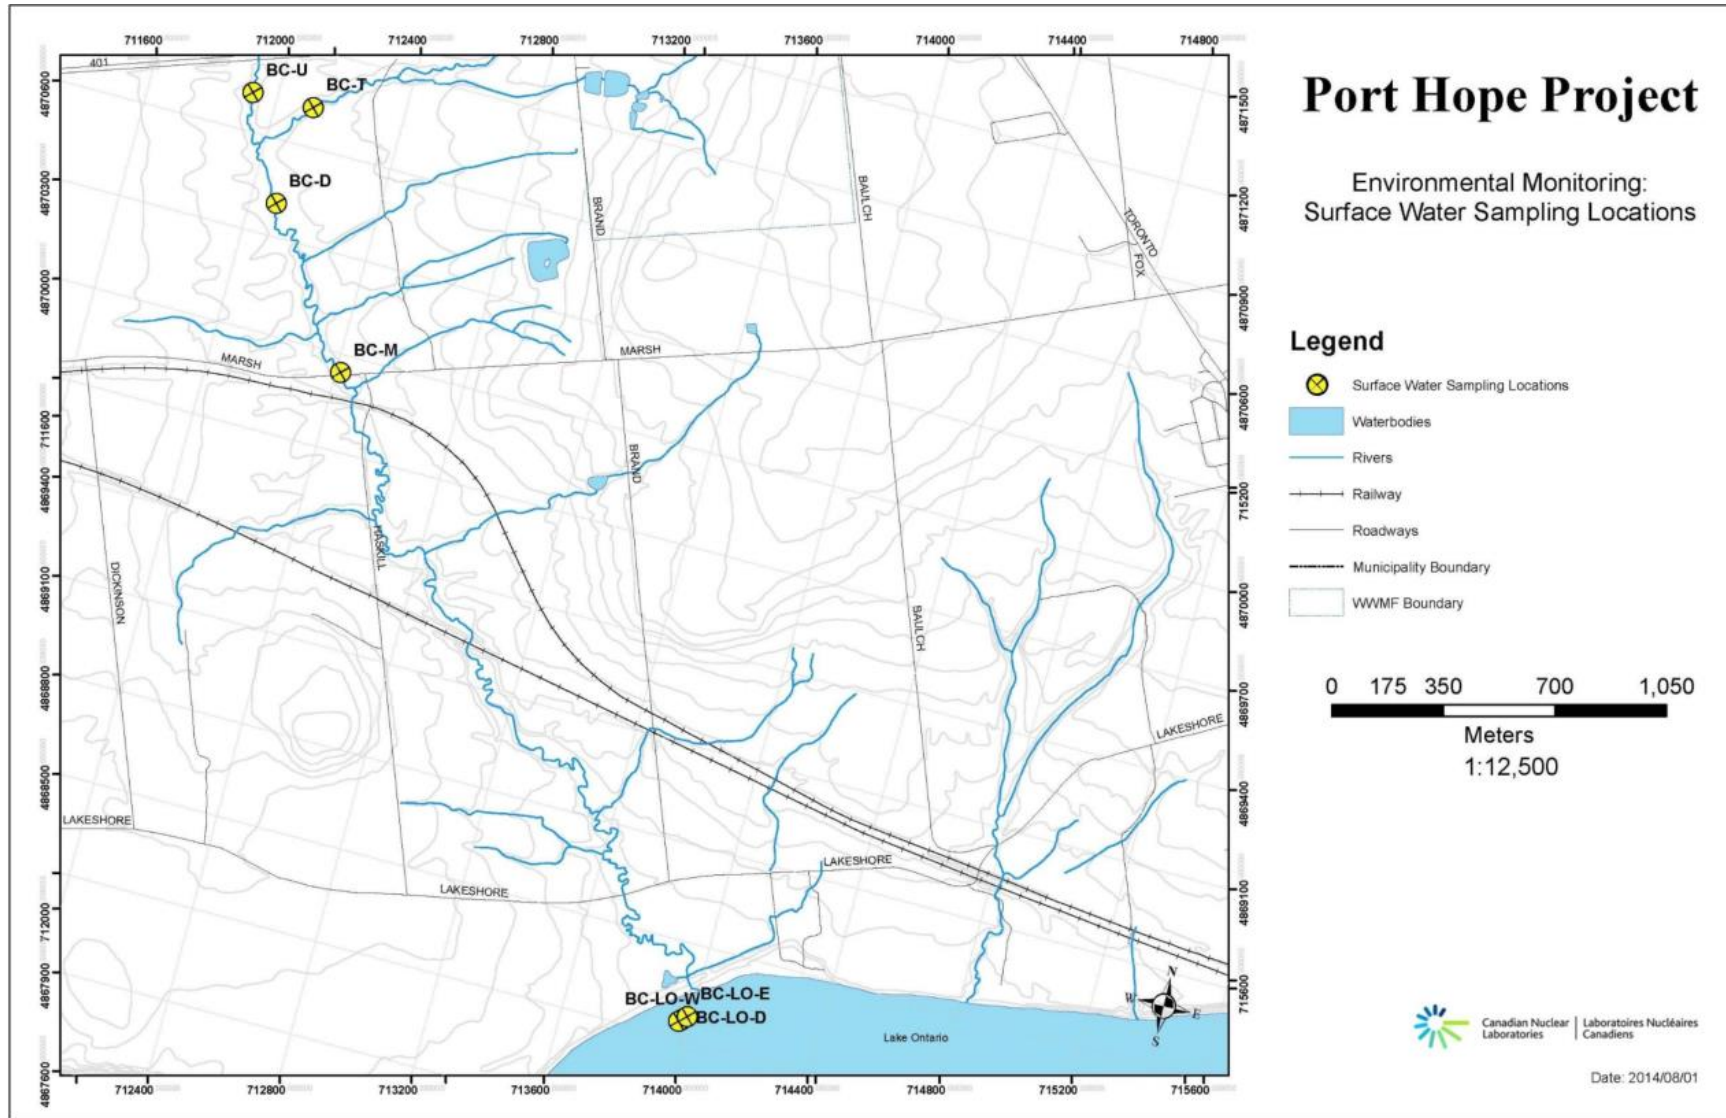 711600 712000 712400 712800 713200 713600 714000 714400 714800
Port Hope Project
Environmental Monitoring:
Surface Water Sampling Locations
Legend
Surface Water Sampling Locations
Waterbodies
Rivers
Railway
Roadways
Municipality Boundary
WWMF Boundary
0 175 350 700 1,050
Meters
1:12,500
Canadian Nuclear
Laboratories
Laboratoires Nucléaires
Canadiens
Date: 2014/08/01
401
BC-U
BC-T
BC-D
BC-M
BRAND
BAULCH
TORONTO
FOX
MARSH
MARSH
BRAND
HASKILL
DICKINSON
BAULCH
LAKESHORE
LAKESHORE
LAKESHORE
LAKESHORE
BC-LO-W
BC-LO-E
BC-LO-D
Lake Ontario
N
W
E
S
4870600
4870300
4870000
711600
4869400
4869100
4868800
4868500
712000
4867900
4867600
4871500
4871200
4870900
4870600
715200
4870000
4869700
4869400
4869100
715600
712400 712800 713200 713600 714000 714400 714800 715200 715600